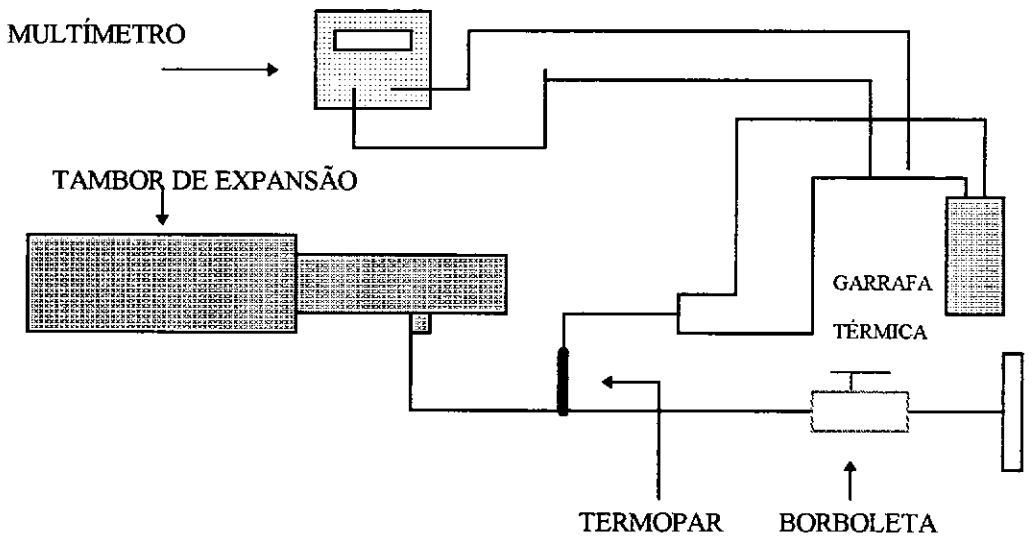 MULTÍMETRO
TAMBOR DE EXPANSÃO
GARRAFA
TÉRMICA
TERMOPAR
BORBOLETA